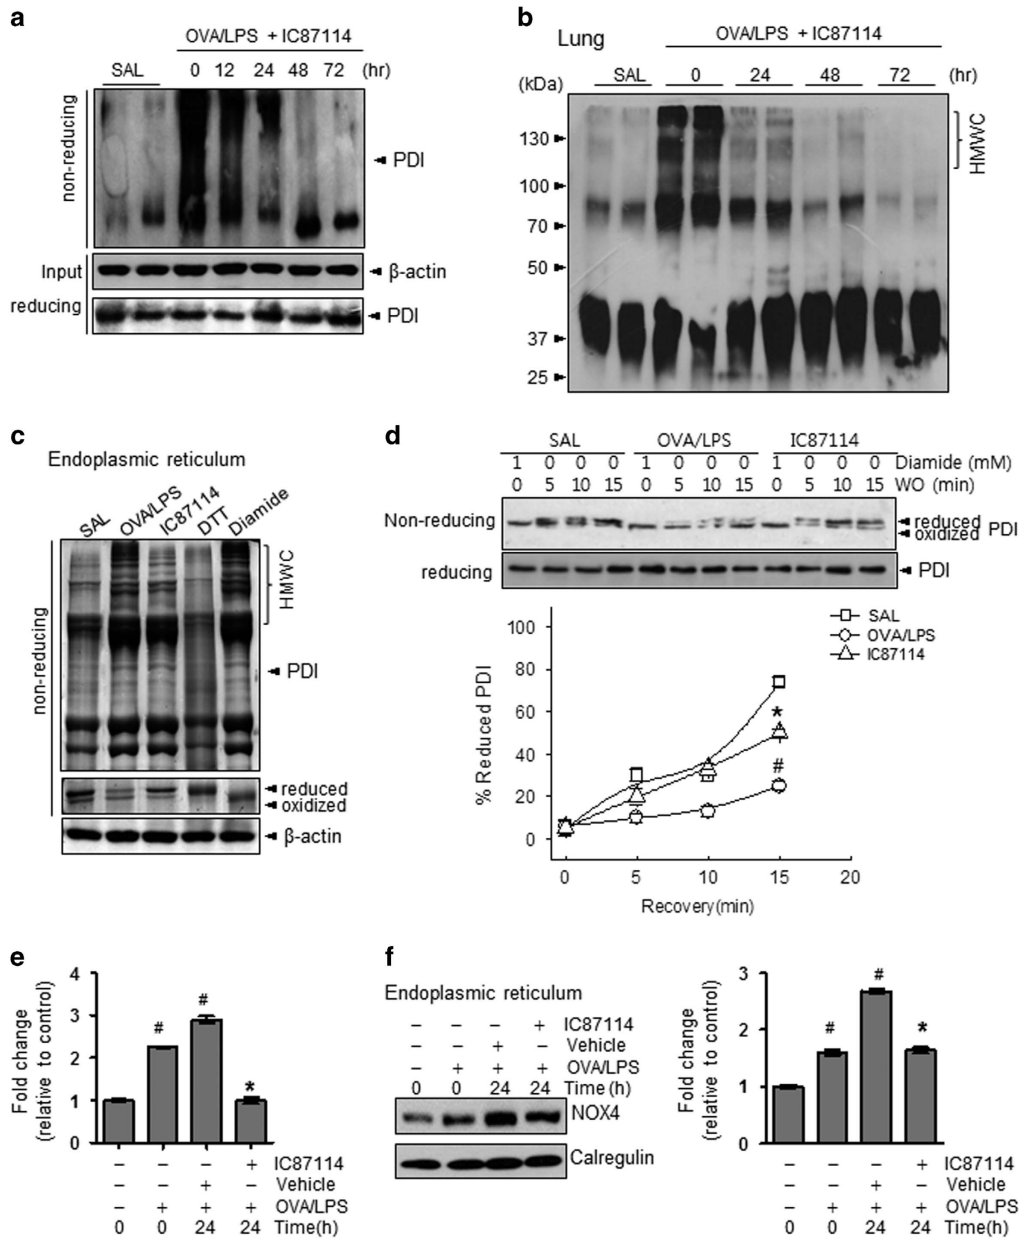 a
OVA/LPS + IC87114
SAL 0 12 24 48 72 (hr)
non-reducing
PDI
Input
β-actin
reducing
PDI
b
Lung
OVA/LPS + IC87114
(kDa) SAL 0 24 48 72 (hr)
130
100
70
50
37
25
HMWC
c
Endoplasmic reticulum
SAL OVA/LPS IC87114 DTT Diamide
non-reducing
HMWC
PDI
reduced
oxidized
β-actin
d
SAL OVA/LPS IC87114
1 0 0 0 1 0 0 0 1 0 0 0 Diamide (mM)
0 5 10 15 0 5 10 15 0 5 10 15 WO (min)
Non-reducing
reduced
oxidized
PDI
reducing
PDI
SAL
OVA/LPS
IC87114
% Reduced PDI
100
80
60
40
20
0
*
#
0 5 10 15 20
Recovery(min)
e
Fold change
(relative to control)
4
3
2
1
0
# # *
− − − + IC87114
− − + − Vehicle
− + + + OVA/LPS
0 0 24 24 Time(h)
f
Endoplasmic reticulum
− − − + IC87114
− − + − Vehicle
− + + + OVA/LPS
0 0 24 24 Time (h)
NOX4
Calregulin
Fold change
(relative to control)
3
2
1
0
# # *
− − − + IC87114
− − + − Vehicle
− + + + OVA/LPS
0 0 24 24 Time(h)